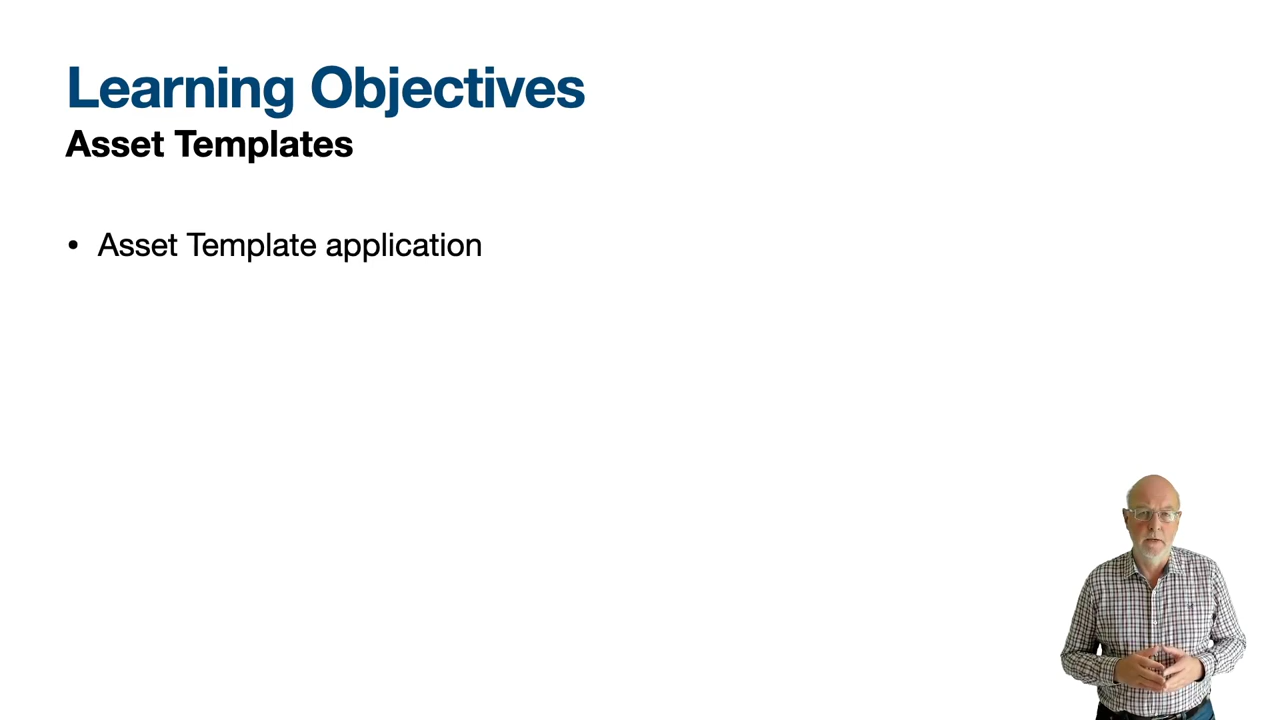 Learning Objectives
Asset Templates
• Asset Template application